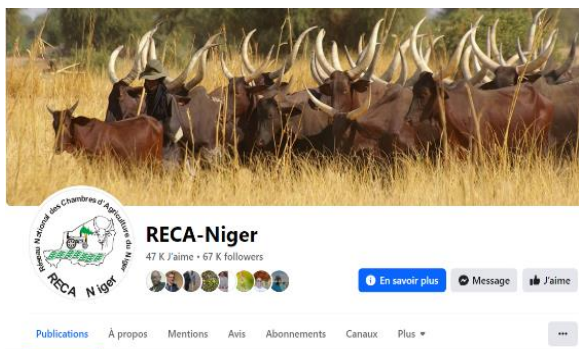 Réseau National des Chambres d'Agriculture du Niger
RECA Niger
RECA-Niger
47 K J'aime • 67 K followers
En savoir plus
Message
J'aime
Publications
À propos
Mentions
Avis
Abonnements
Canaux
Plus